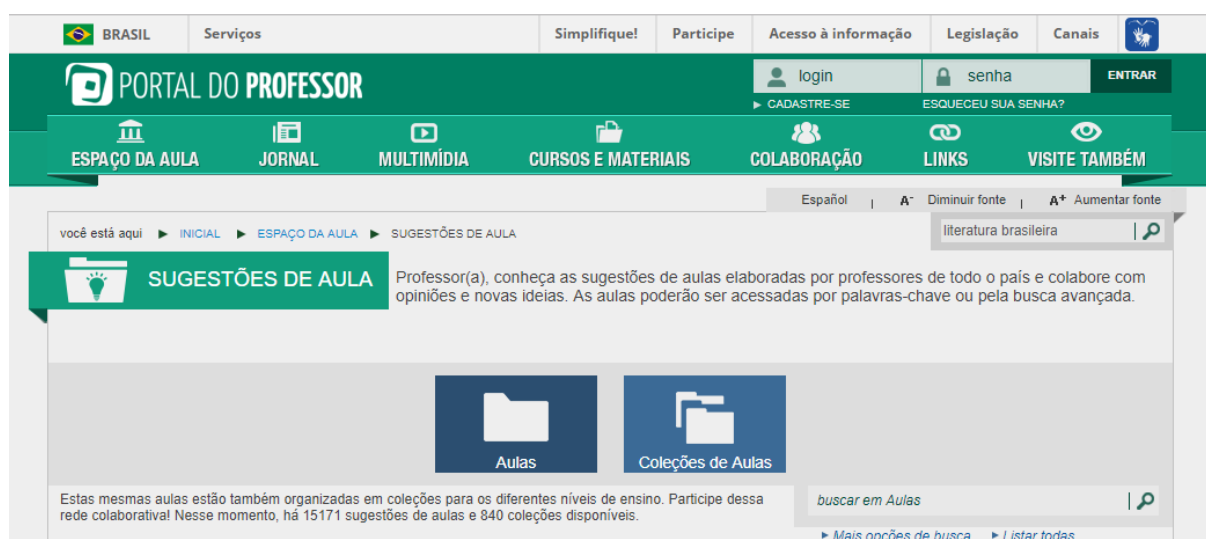 BRASIL Serviços Simplifique! Participe Acesso à informação Legislação Canais
PORTAL DO PROFESSOR login senha ENTRAR
► CADASTRE-SE ESQUECEU SUA SENHA?
ESPAÇO DA AULA JORNAL MULTIMÍDIA CURSOS E MATERIAIS COLABORAÇÃO LINKS VISITE TAMBÉM
Español | A- Diminuir fonte | A+ Aumentar fonte
você está aqui ► INICIAL ► ESPAÇO DA AULA ► SUGESTÕES DE AULA literatura brasileira
SUGESTÕES DE AULA
Professor(a), conheça as sugestões de aulas elaboradas por professores de todo o país e colabore com
opiniões e novas ideias. As aulas poderão ser acessadas por palavras-chave ou pela busca avançada.
Aulas Coleções de Aulas
Estas mesmas aulas estão também organizadas em coleções para os diferentes níveis de ensino. Participe dessa
rede colaborativa! Nesse momento, há 15171 sugestões de aulas e 840 coleções disponíveis.
buscar em Aulas
► Mais opções de busca ► Listar todas